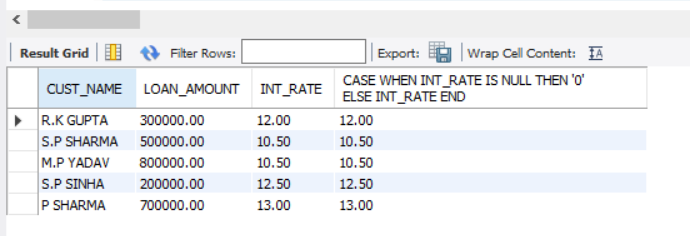 <
Result Grid Filter Rows: Export: Wrap Cell Content: IA
CUST_NAME LOAN_AMOUNT INT_RATE CASE WHEN INT_RATE IS NULL THEN '0'
ELSE INT_RATE END
R.K GUPTA 300000.00 12.00 12.00
S.P SHARMA 500000.00 10.50 10.50
M.P YADAV 800000.00 10.50 10.50
S.P SINHA 200000.00 12.50 12.50
P SHARMA 700000.00 13.00 13.00